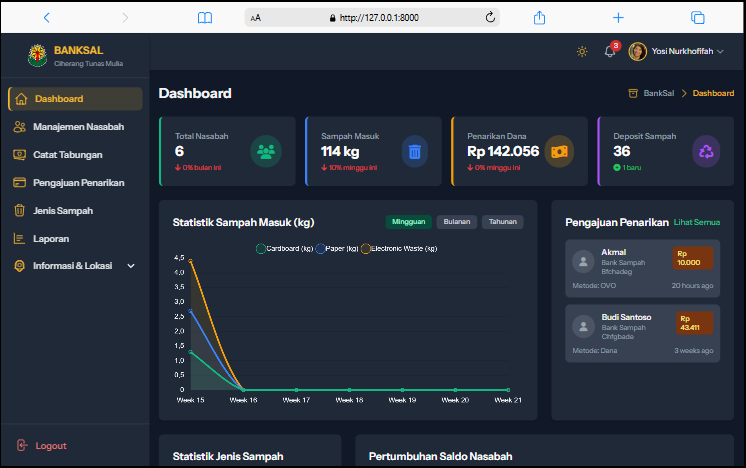 AA
http://127.0.0.1:8000
BANKSAL
Ciherang Tunas Mulia
3
Yosi Nurkhofifah
Dashboard
Manajemen Nasabah
Catat Tabungan
Pengajuan Penarikan
Jenis Sampah
Laporan
Informasi & Lokasi
Logout
Dashboard
BankSal
Dashboard
Total Nasabah
6
0% bulan ini
Sampah Masuk
114 kg
10% minggu ini
Penarikan Dana
Rp 142.056
0% minggu ini
Deposit Sampah
36
1 baru
Statistik Sampah Masuk (kg)
Mingguan
Bulanan
Tahunan
Cardboard (kg)
Paper (kg)
Electronic Waste (kg)
4,5
4,0
3,5
3,0
2,5
2,0
1,5
1,0
0,5
0
Week 15
Week 16
Week 17
Week 18
Week 19
Week 20
Week 21
Pengajuan Penarikan
Lihat Semua
Akmal
Bank Sampah
Bfchadeg
Rp
10.000
Metode: OVO
20 hours ago
Budi Santoso
Bank Sampah
Chfgbade
Rp
43.411
Metode: Dana
3 weeks ago
Statistik Jenis Sampah
Pertumbuhan Saldo Nasabah